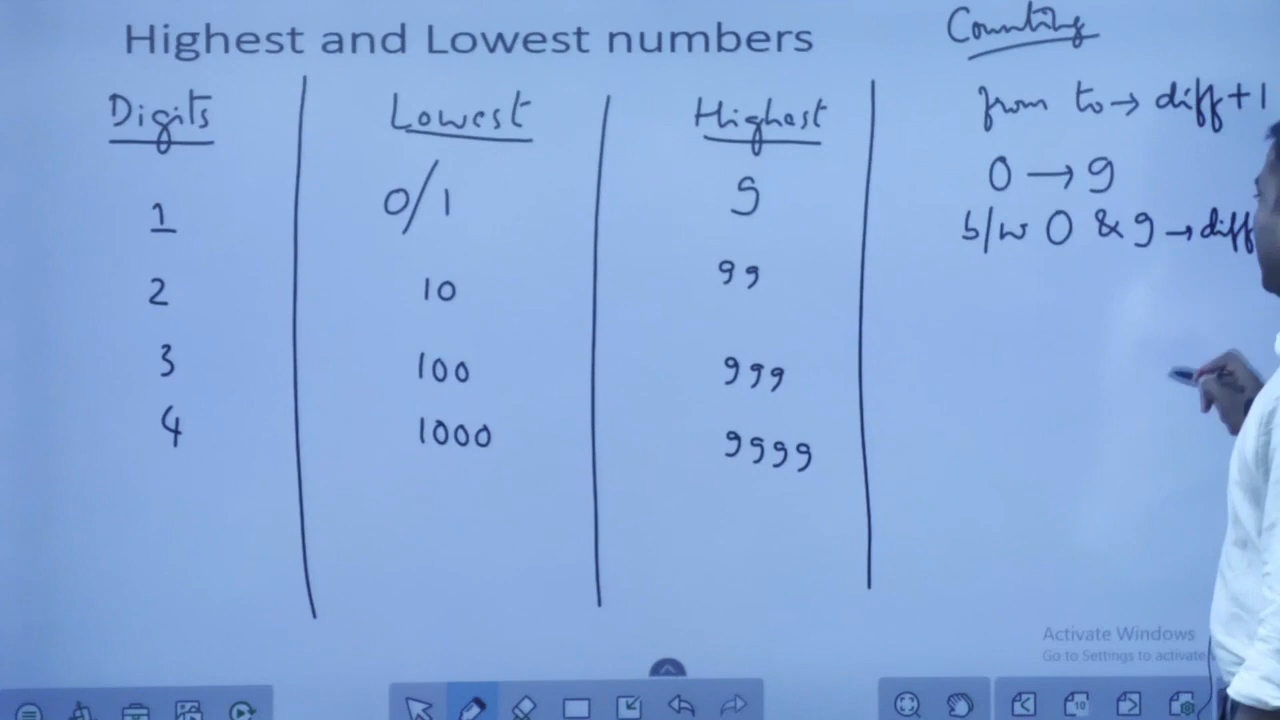 Highest and Lowest numbers
Counting
Digits Lowest Highest
from to → diff+1
1 0/1 9
0 → 9
b/w 0 & 9 → diff
2 10 99
3 100 999
4 1000 9999
Activate Windows
Go to Settings to activate
10